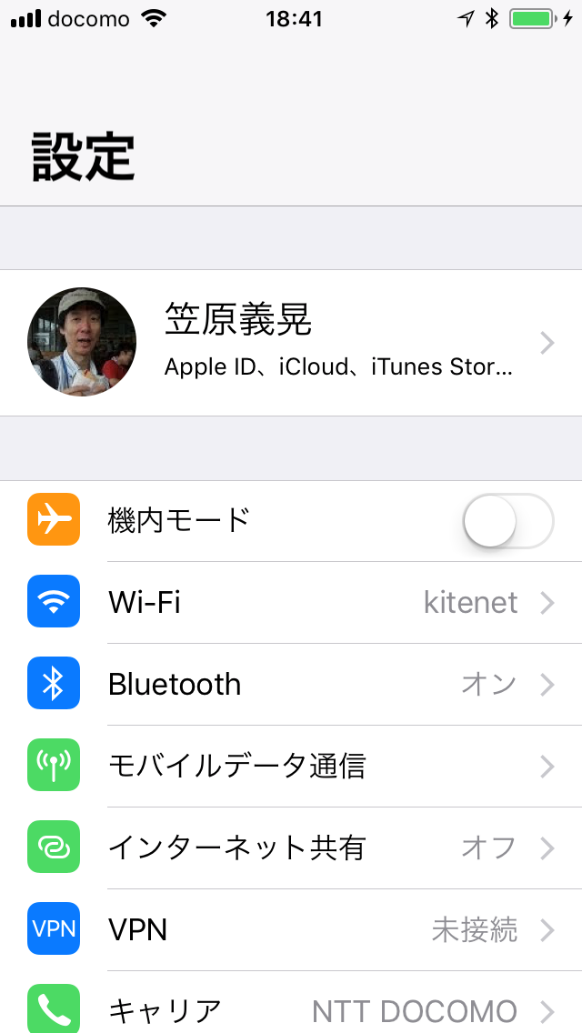 docomo 18:41
設定
笠原義晃
Apple ID、iCloud、iTunes Stor...
機内モード
Wi-Fi kitenet
Bluetooth オン
モバイルデータ通信
インターネット共有 オフ
VPN VPN 未接続
キャリア NTT DOCOMO